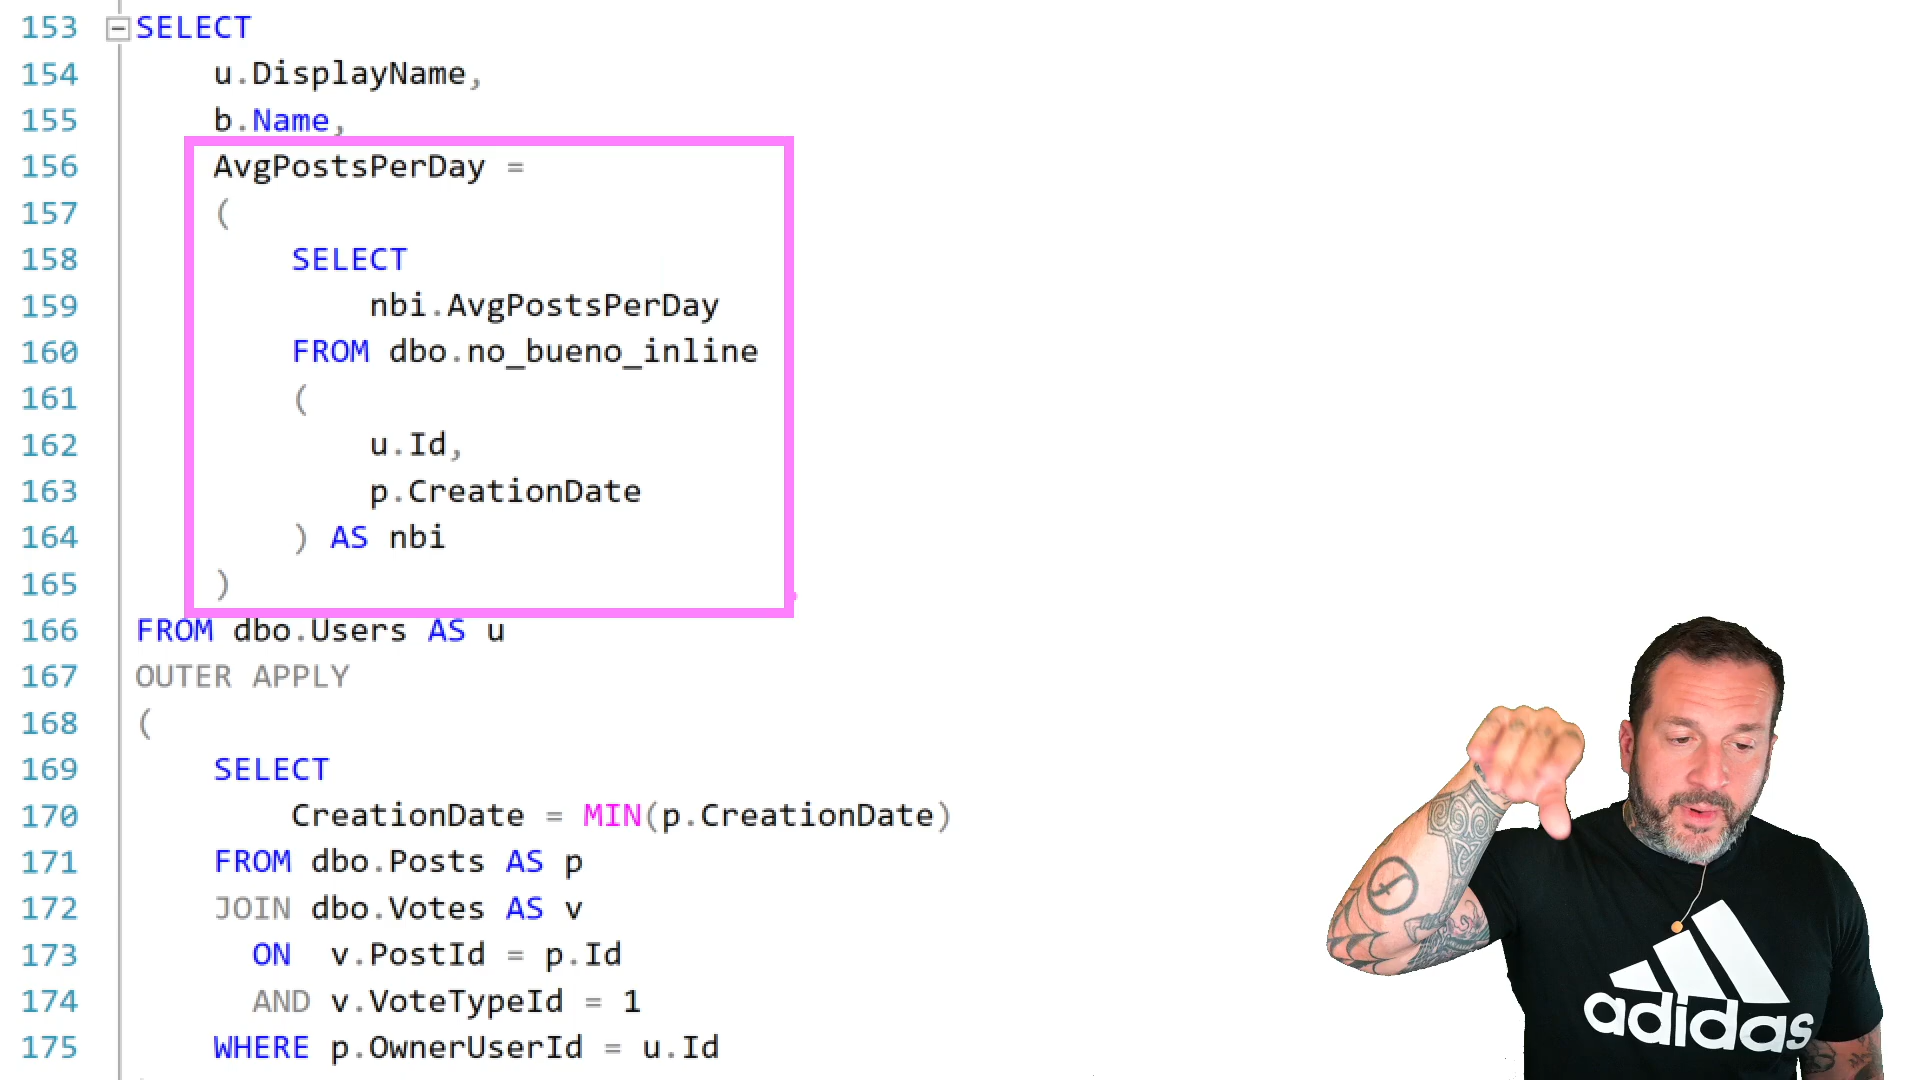 153 SELECT
154 u.DisplayName,
155 b.Name,
156 AvgPostsPerDay =
157 (
158 SELECT
159 nbi.AvgPostsPerDay
160 FROM dbo.no_bueno_inline
161 (
162 u.Id,
163 p.CreationDate
164 ) AS nbi
165 )
166 FROM dbo.Users AS u
167 OUTER APPLY
168 (
169 SELECT
170 CreationDate = MIN(p.CreationDate)
171 FROM dbo.Posts AS p
172 JOIN dbo.Votes AS v
173 ON v.PostId = p.Id
174 AND v.VoteTypeId = 1
175 WHERE p.OwnerUserId = u.Id
adidas